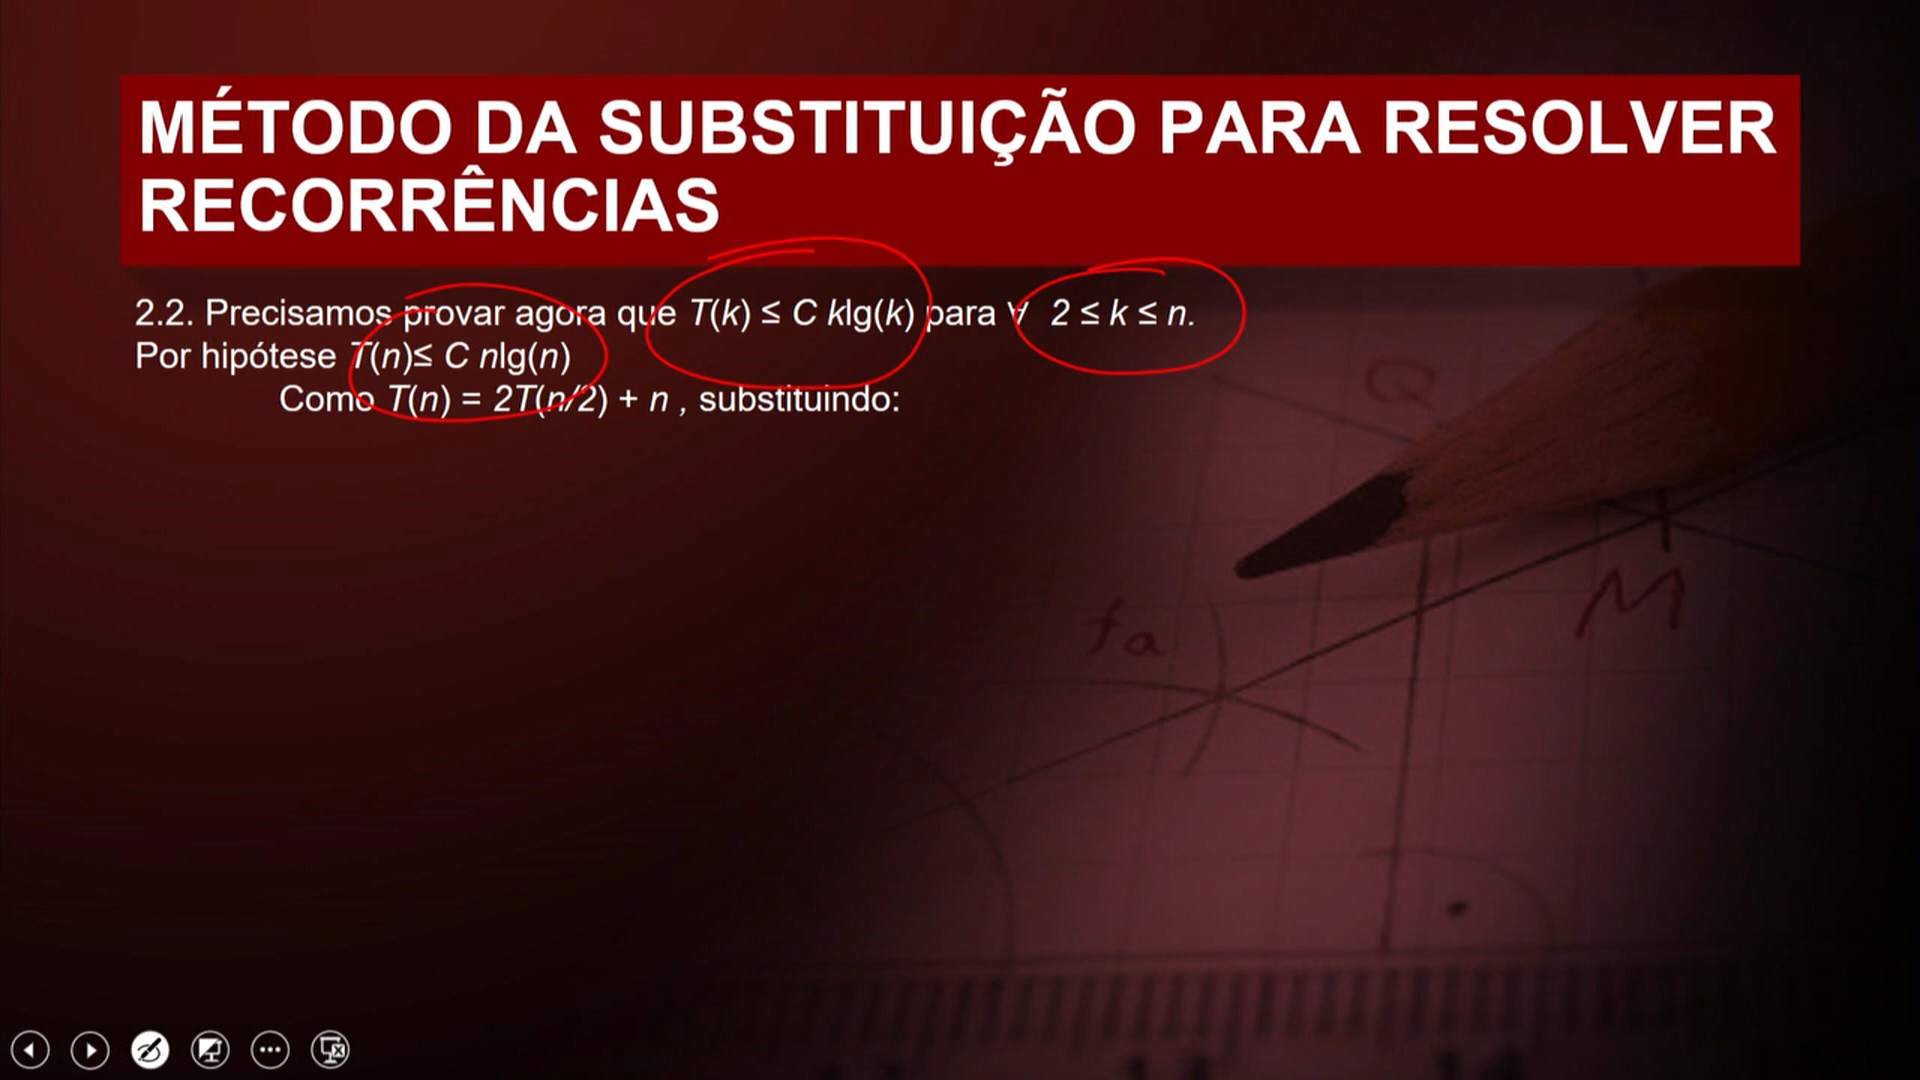 MÉTODO DA SUBSTITUIÇÃO PARA RESOLVER
RECORRÊNCIAS
2.2. Precisamos provar agora que T(k) ≤ C klg(k) para ∀ 2 ≤ k ≤ n.
Por hipótese T(n)≤ C nlg(n)
Como T(n) = 2T(n/2) + n , substituindo:
Q
fa
M